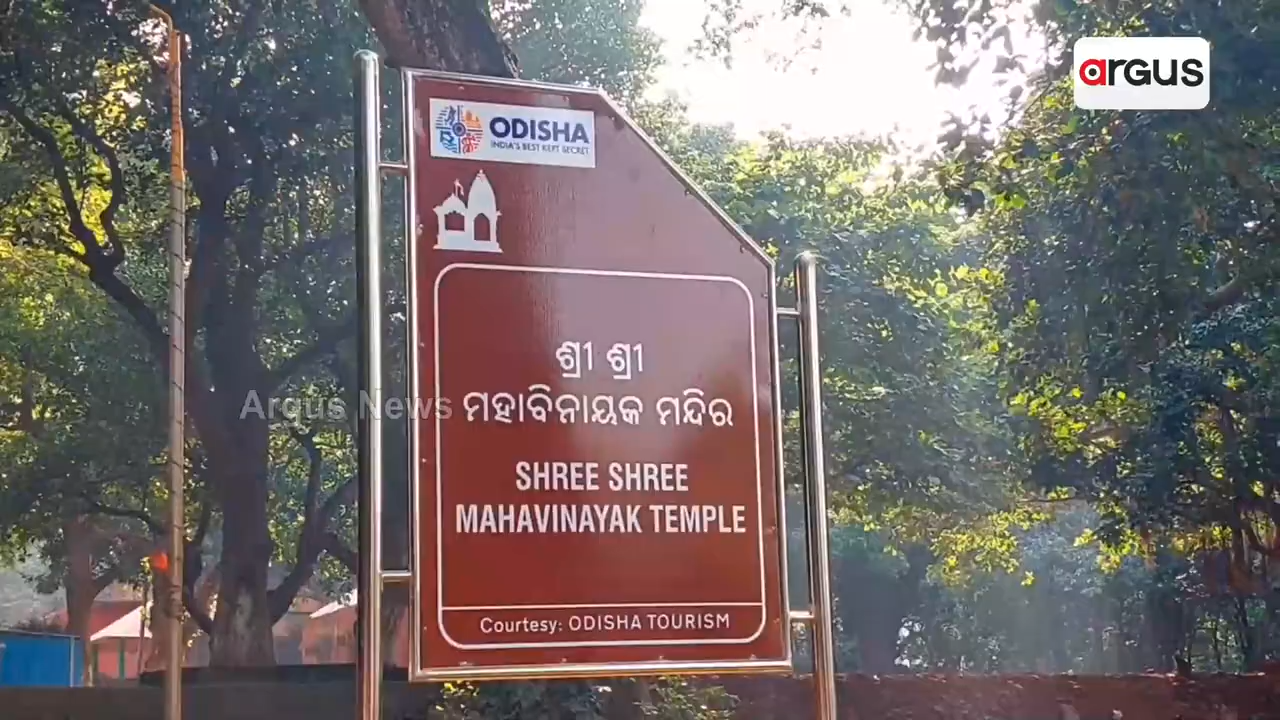 argus
ODISHA
INDIA'S BEST KEPT SECRET
ଶ୍ରୀ ଶ୍ରୀ
ମହାବିନାୟକ ମନ୍ଦିର
Argus News
SHREE SHREE
MAHAVINAYAK TEMPLE
Courtesy: ODISHA TOURISM